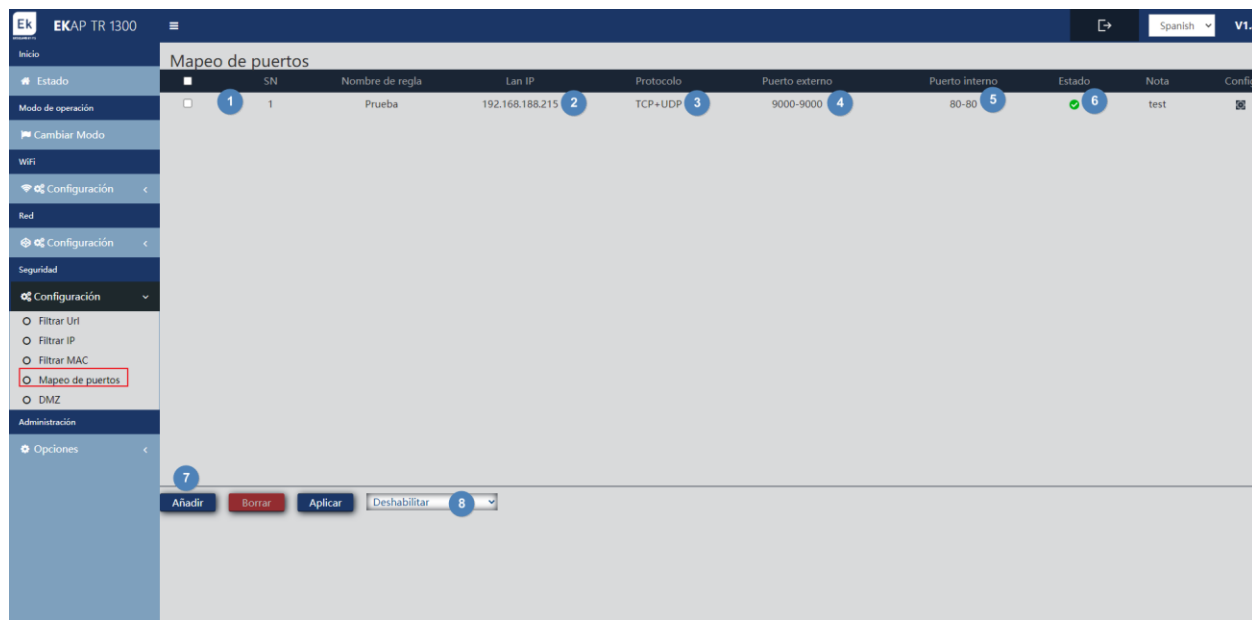 Ek EKAP TR 1300 Spanish V1.
Inicio
Estado
Modo de operación
Cambiar Modo
WiFi
Configuración
Red
Configuración
Seguridad
Configuración
Filtrar Url
Filtrar IP
Filtrar MAC
Mapeo de puertos
DMZ
Administración
Opciones
Mapeo de puertos
SN Nombre de regla Lan IP Protocolo Puerto externo Puerto interno Estado Nota Config
1 1 Prueba 192.168.188.215 2 TCP+UDP 3 9000-9000 4 80-80 5 6 test
7
Añadir Borrar Aplicar Deshabilitar 8